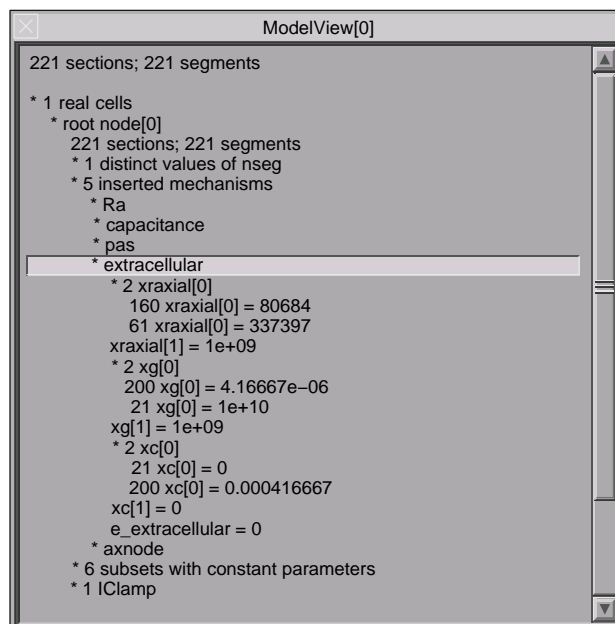 ModelView[0]
221 sections; 221 segments
* 1 real cells
* root node[0]
221 sections; 221 segments
* 1 distinct values of nseg
* 5 inserted mechanisms
* Ra
* capacitance
* pas
* extracellular
* 2 xraxial[0]
160 xraxial[0] = 80684
61 xraxial[0] = 337397
xraxial[1] = 1e+09
* 2 xg[0]
200 xg[0] = 4.16667e−06
21 xg[0] = 1e+10
xg[1] = 1e+09
* 2 xc[0]
21 xc[0] = 0
200 xc[0] = 0.000416667
xc[1] = 0
e_extracellular = 0
* axnode
* 6 subsets with constant parameters
* 1 IClamp